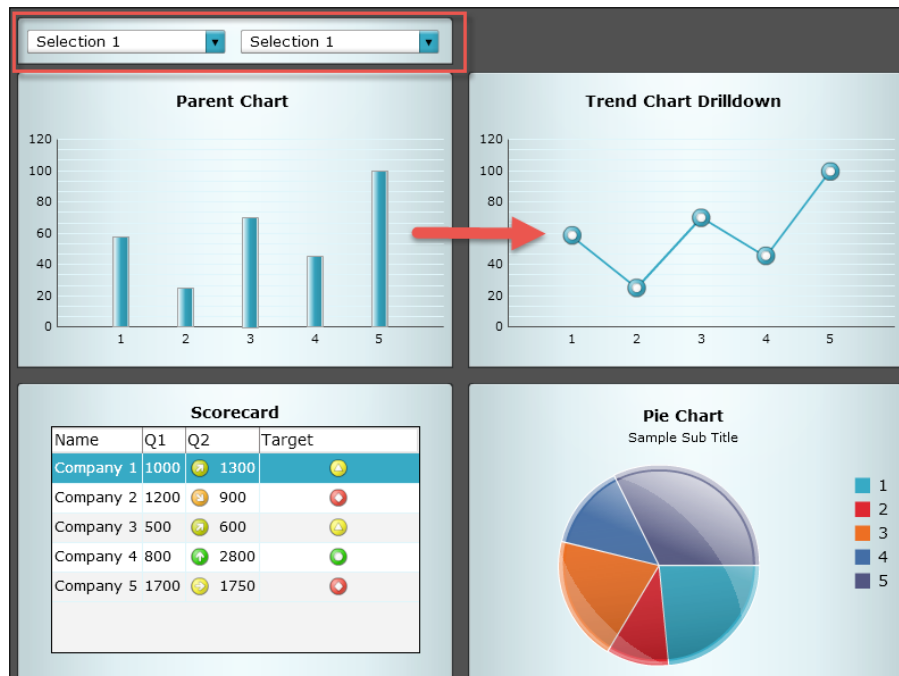 Selection 1
Selection 1
Parent Chart
120
100
80
60
40
20
0
1 2 3 4 5
Trend Chart Drilldown
120
100
80
60
40
20
0
1 2 3 4 5
Scorecard
Name Q1 Q2 Target
Company 1 1000 1300
Company 2 1200 900
Company 3 500 600
Company 4 800 2800
Company 5 1700 1750
Pie Chart
Sample Sub Title
1
2
3
4
5